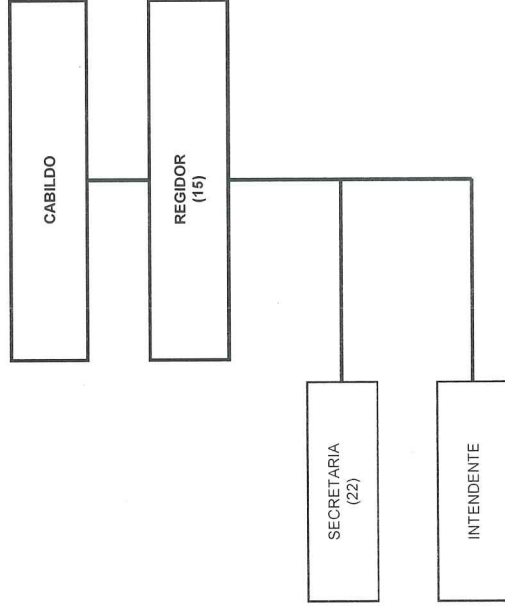 CABILDO
REGIDOR
(15)
SECRETARIA
(22)
INTENDENTE